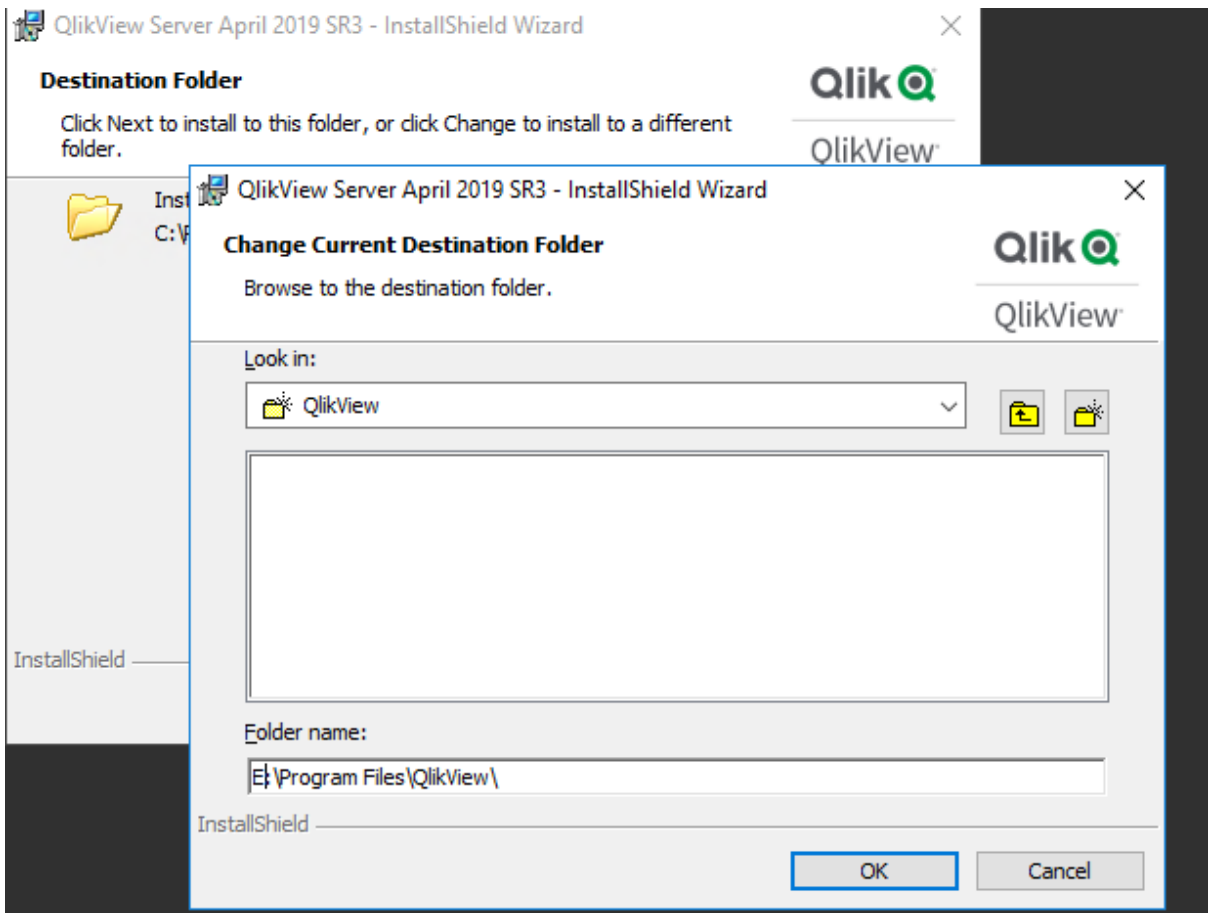 QlikView Server April 2019 SR3 - InstallShield Wizard
Destination Folder
Click Next to install to this folder, or click Change to install to a different
folder.
Qlik
QlikView
Inst
C:\
QlikView Server April 2019 SR3 - InstallShield Wizard
Change Current Destination Folder
Browse to the destination folder.
Qlik
QlikView
Look in:
QlikView
Folder name:
E:\Program Files\QlikView\
InstallShield
InstallShield
OK Cancel